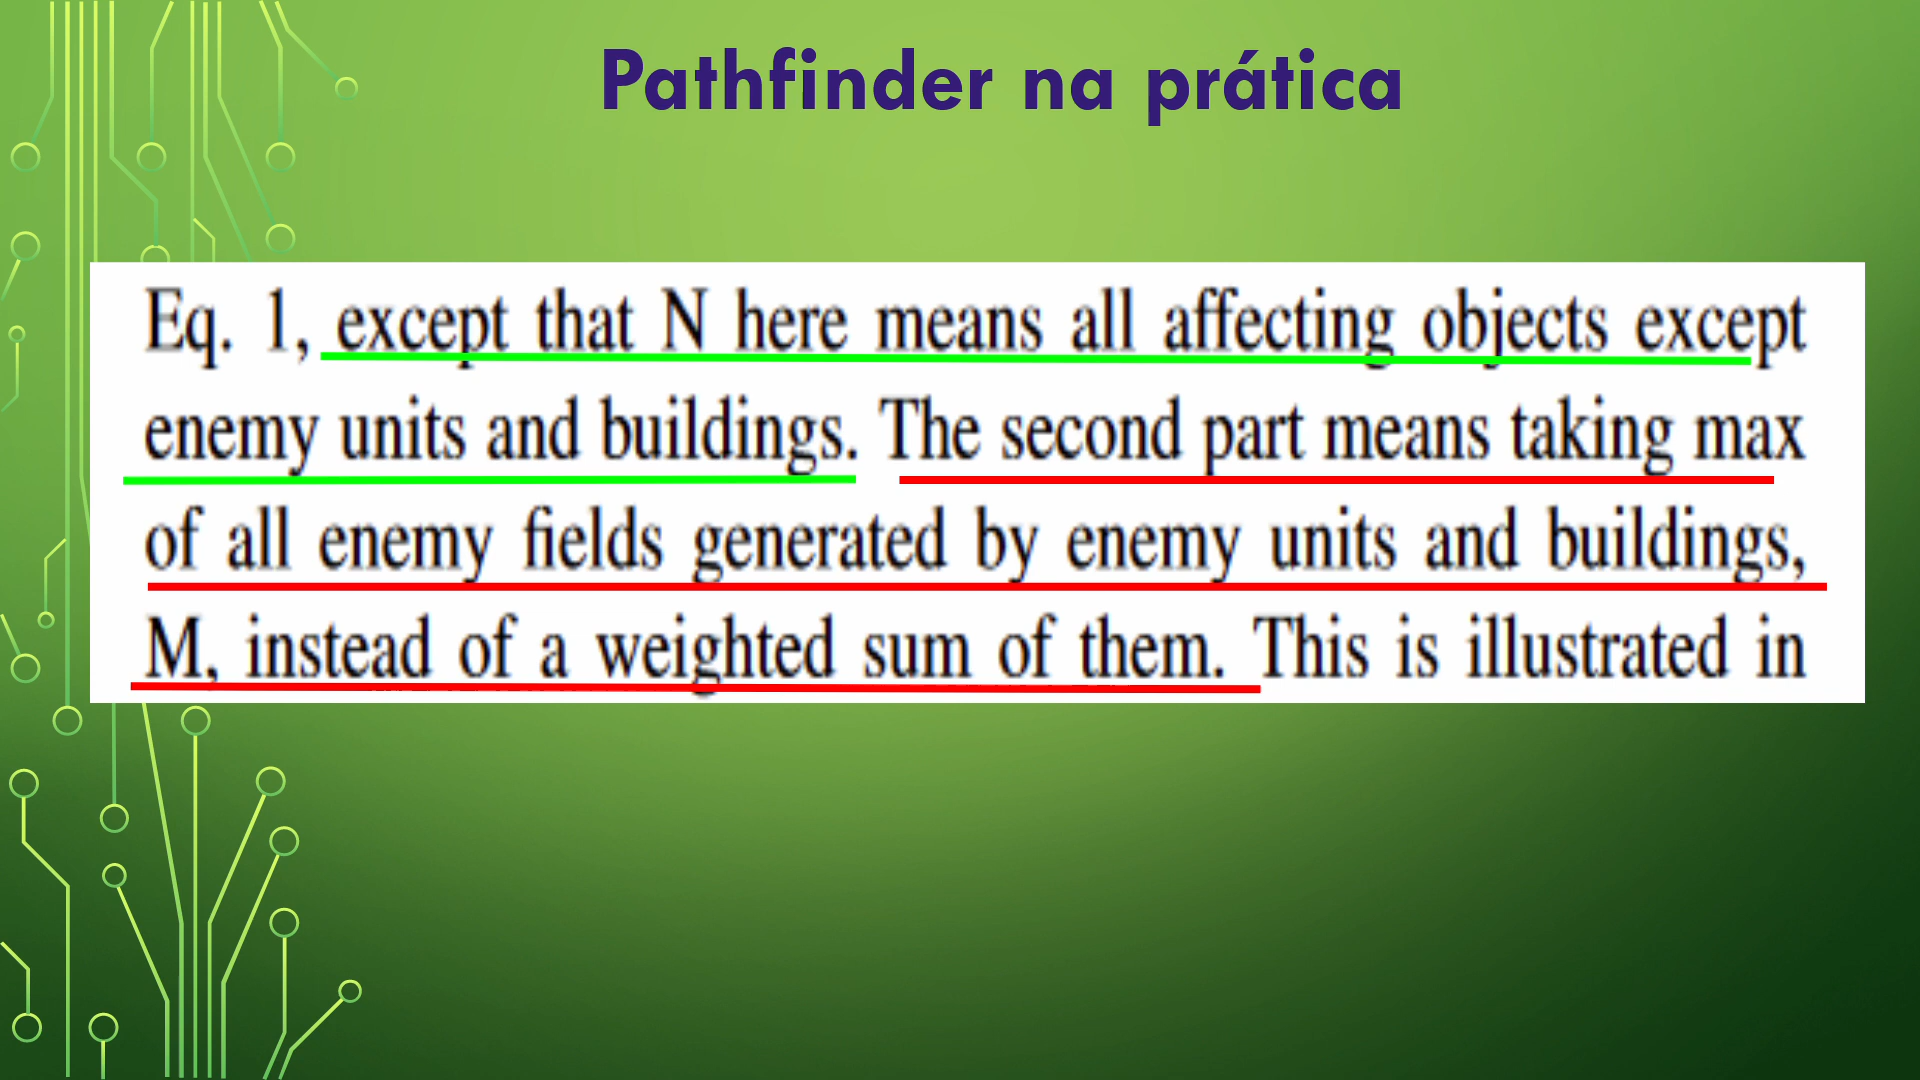 Pathfinder na prática
Eq. 1, except that N here means all affecting objects except
enemy units and buildings. The second part means taking max
of all enemy fields generated by enemy units and buildings,
M, instead of a weighted sum of them. This is illustrated in